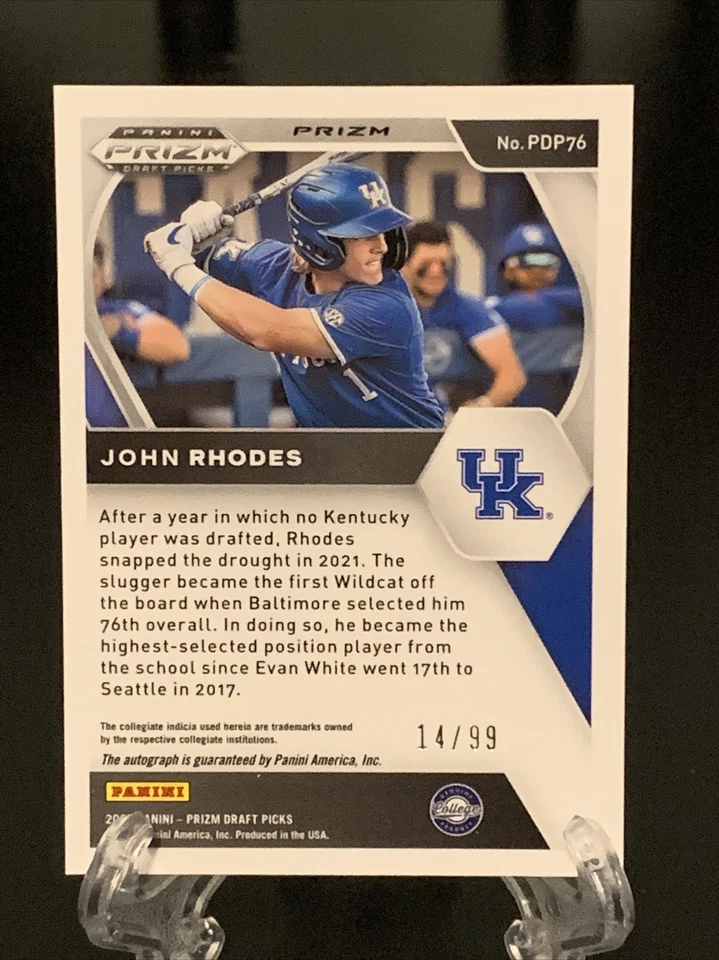 PANINI
PRIZM
DRAFT PICKS
PRIZM
No. PDP76
UK
1
JOHN RHODES
UK®
After a year in which no Kentucky
player was drafted, Rhodes
snapped the drought in 2021. The
slugger became the first Wildcat off
the board when Baltimore selected him
76th overall. In doing so, he became the
highest-selected position player from
the school since Evan White went 17th to
Seattle in 2017.
The collegiate indicia used herein are trademarks owned
by the respective collegiate institutions.
14/99
The autograph is guaranteed by Panini America, Inc.
PANINI
GENUINE
College
PRODUCT
PANINI – PRIZM DRAFT PICKS
America, Inc. Produced in the USA.